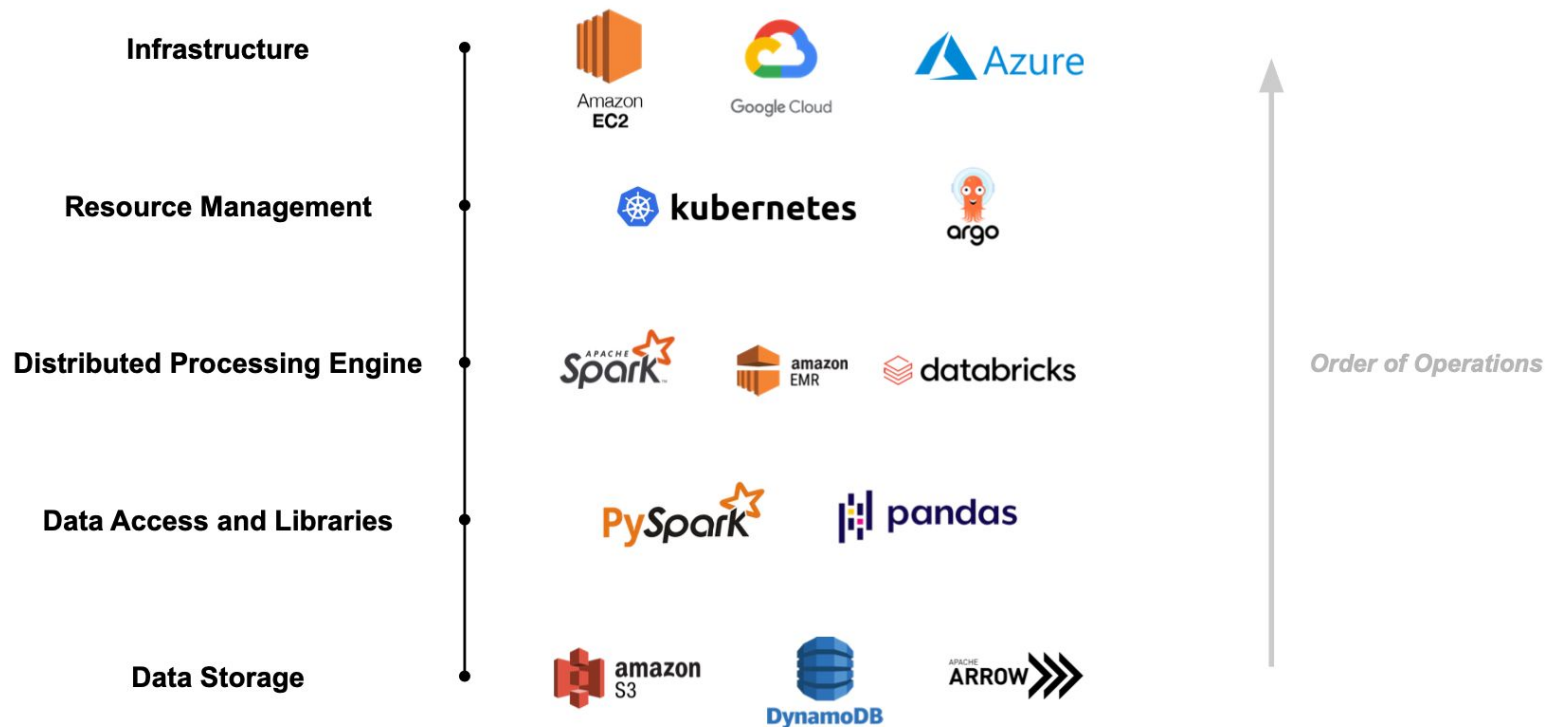 Infrastructure
Amazon
EC2
Google Cloud
Azure
Resource Management
kubernetes
argo
Distributed Processing Engine
APACHE
Spark™
amazon
EMR
databricks
Order of Operations
Data Access and Libraries
PySpark
pandas
Data Storage
amazon
S3
DynamoDB
APACHE
ARROW